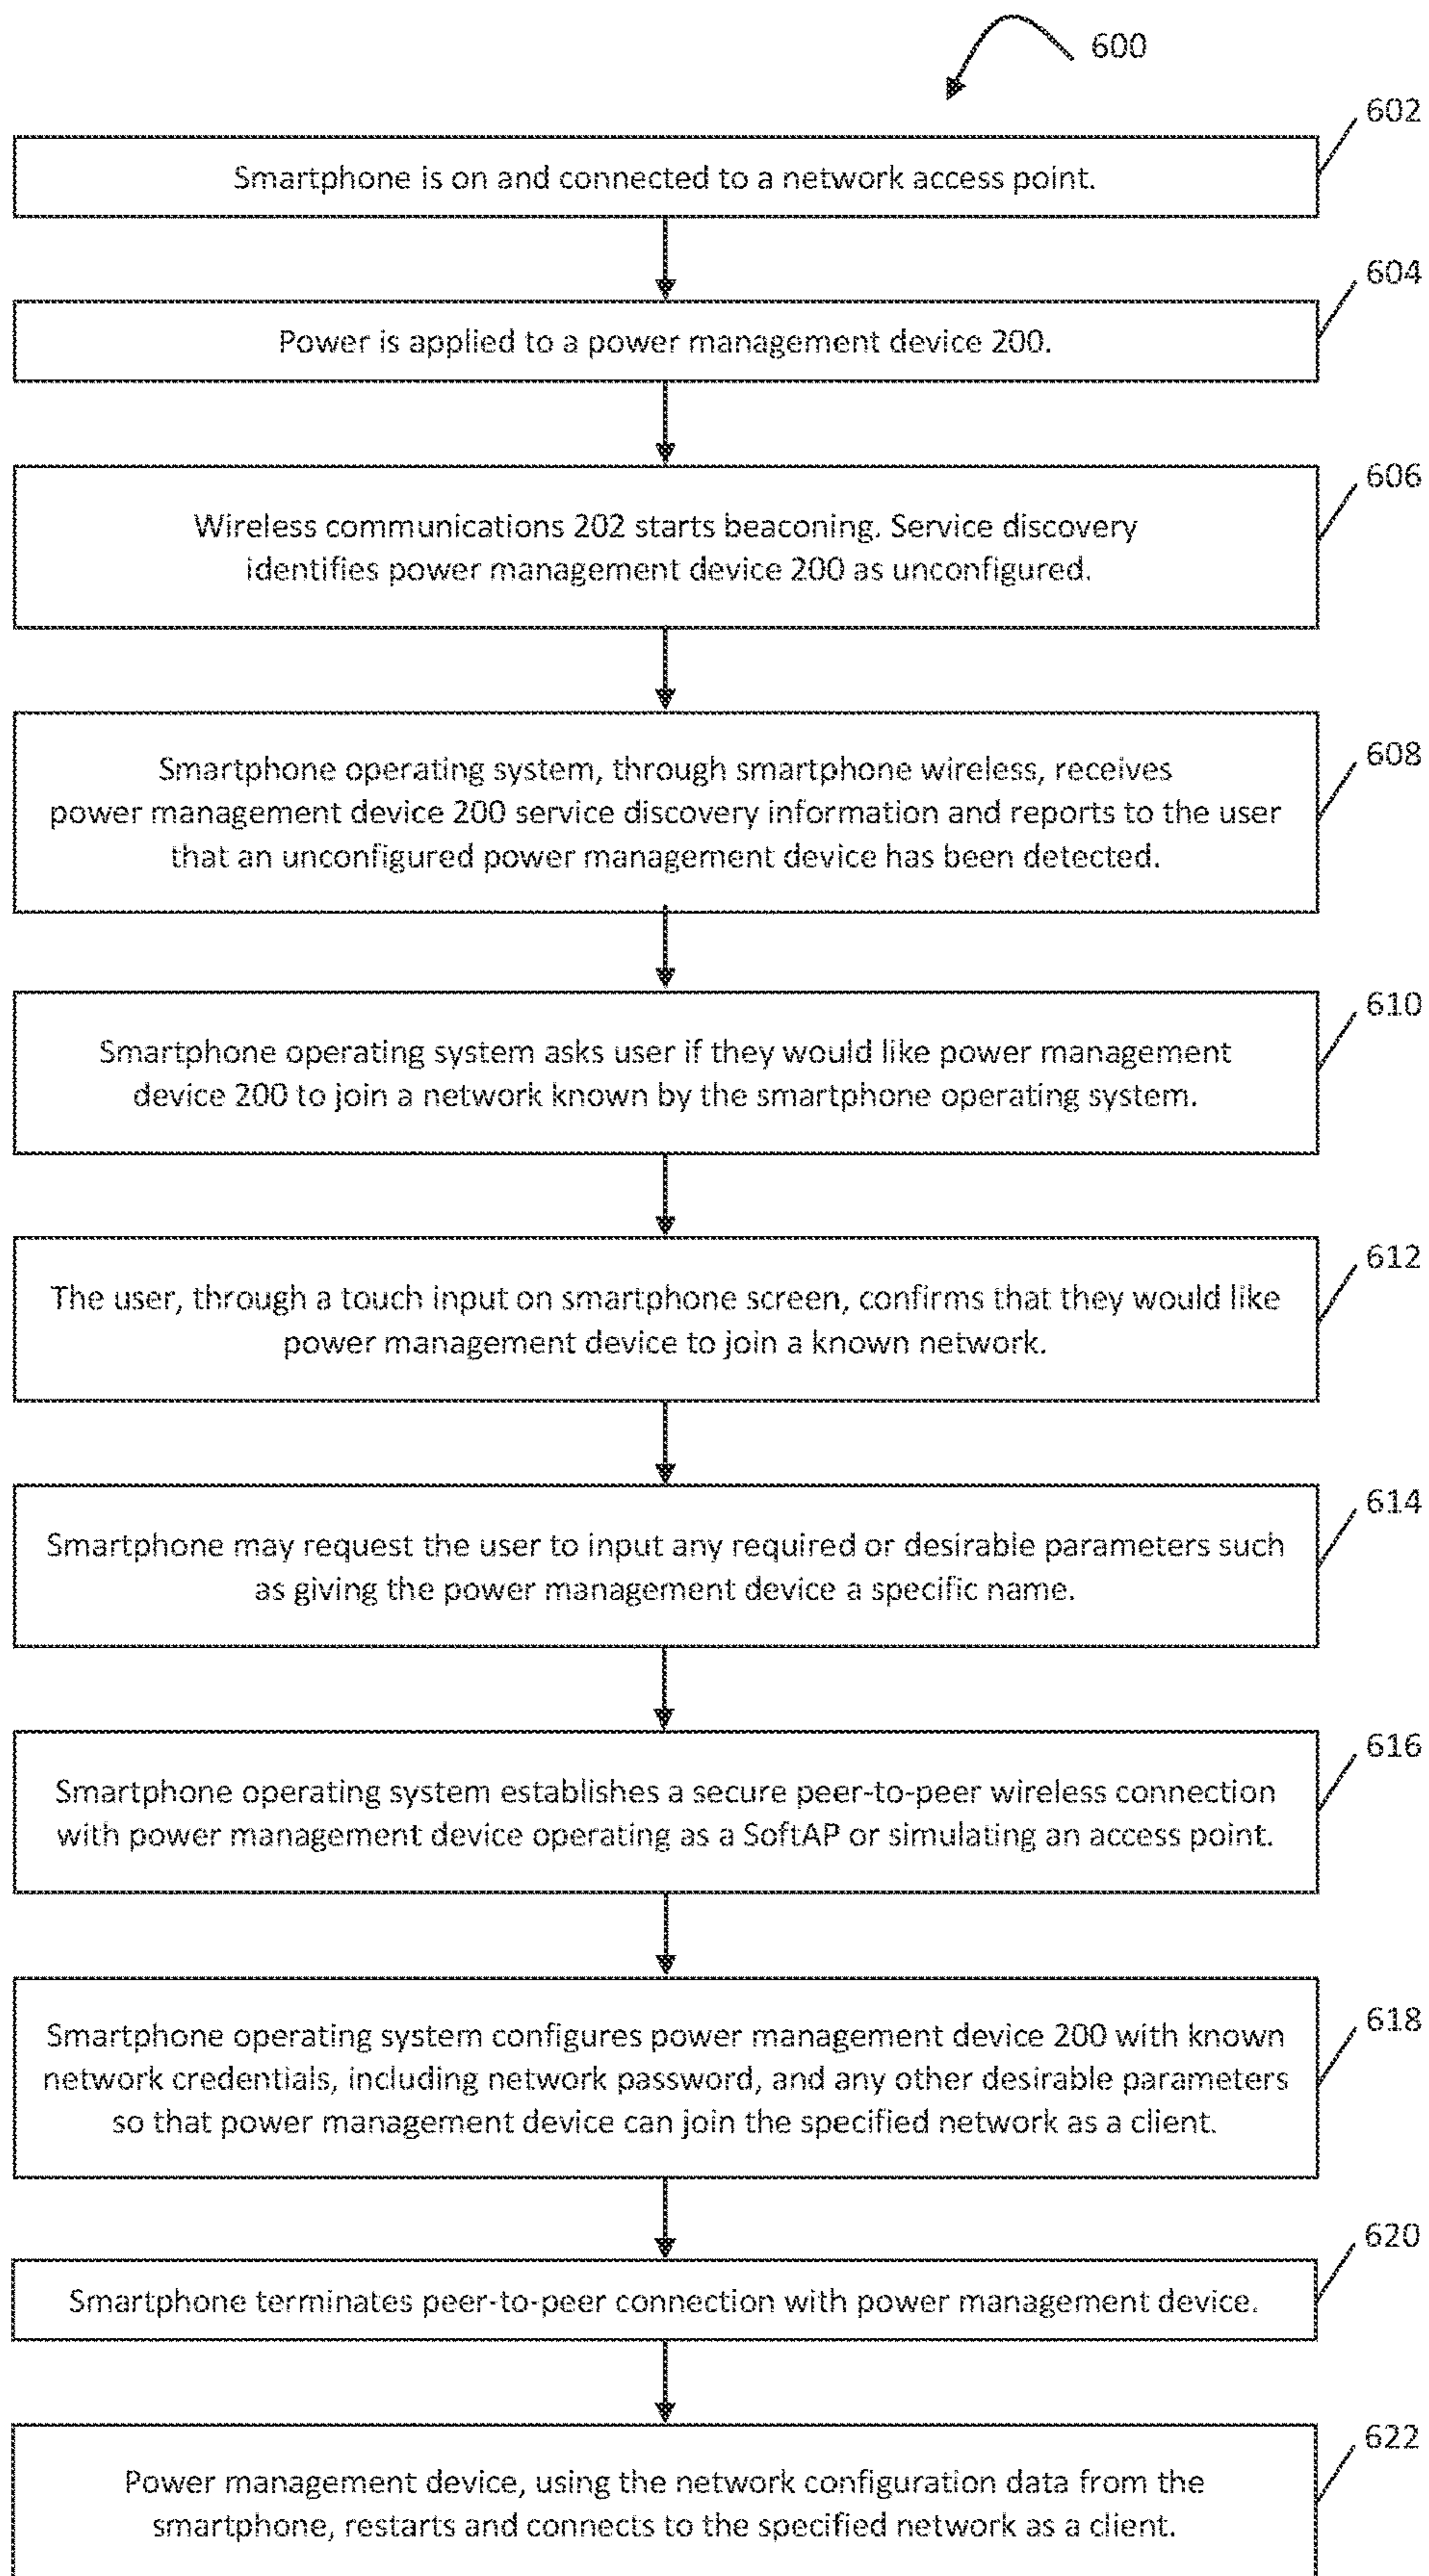 600
602
Smartphone is on and connected to a network access point.
604
Power is applied to a power management device 200.
606
Wireless communications 202 starts beaconing. Service discovery
identifies power management device 200 as unconfigured.
608
Smartphone operating system, through smartphone wireless, receives
power management device 200 service discovery information and reports to the user
that an unconfigured power management device has been detected.
610
Smartphone operating system asks user if they would like power management
device 200 to join a network known by the smartphone operating system.
612
The user, through a touch input on smartphone screen, confirms that they would like
power management device to join a known network.
614
Smartphone may request the user to input any required or desirable parameters such
as giving the power management device a specific name.
616
Smartphone operating system establishes a secure peer-to-peer wireless connection
with power management device operating as a SoftAP or simulating an access point.
618
Smartphone operating system configures power management device 200 with known
network credentials, including network password, and any other desirable parameters
so that power management device can join the specified network as a client.
620
Smartphone terminates peer-to-peer connection with power management device.
622
Power management device, using the network configuration data from the
smartphone, restarts and connects to the specified network as a client.